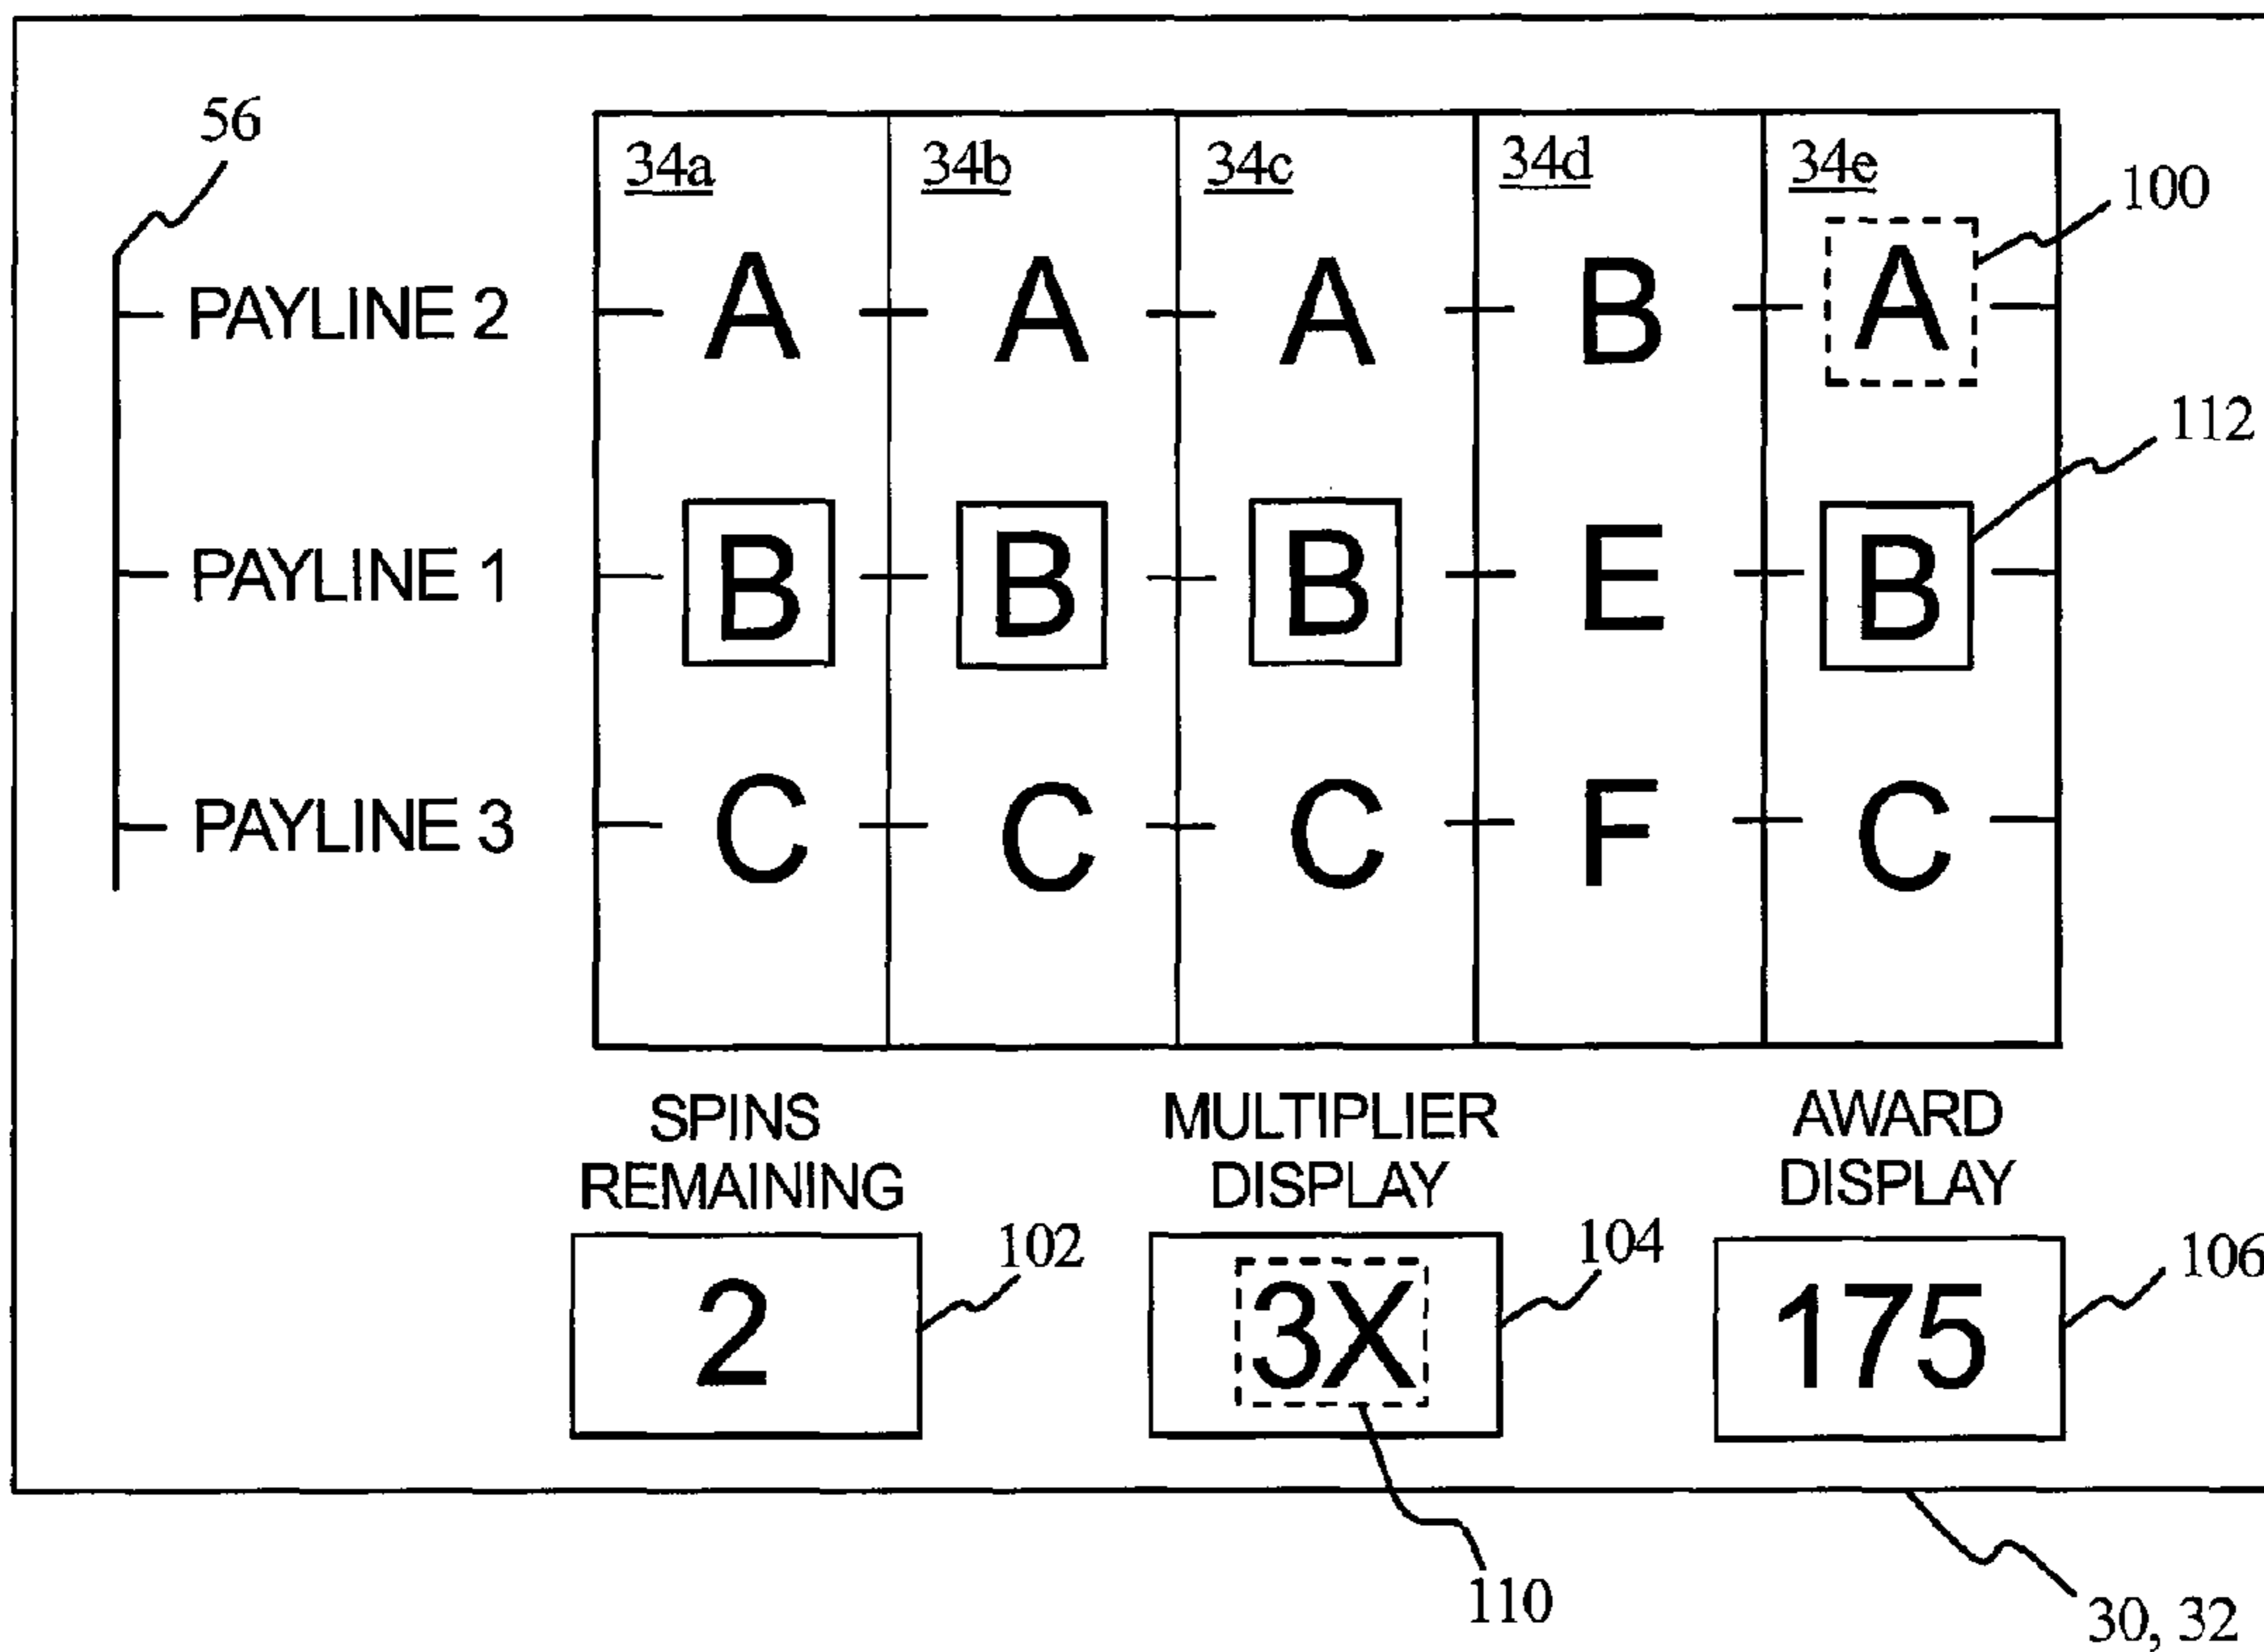 56
34a 34b 34c 34d 34e
100
PAYLINE 2 A A A B A
112
PAYLINE 1 B B B E B
PAYLINE 3 C C C F C
SPINS REMAINING
MULTIPLIER DISPLAY
AWARD DISPLAY
2 102
3X 104
175 106
110
30, 32